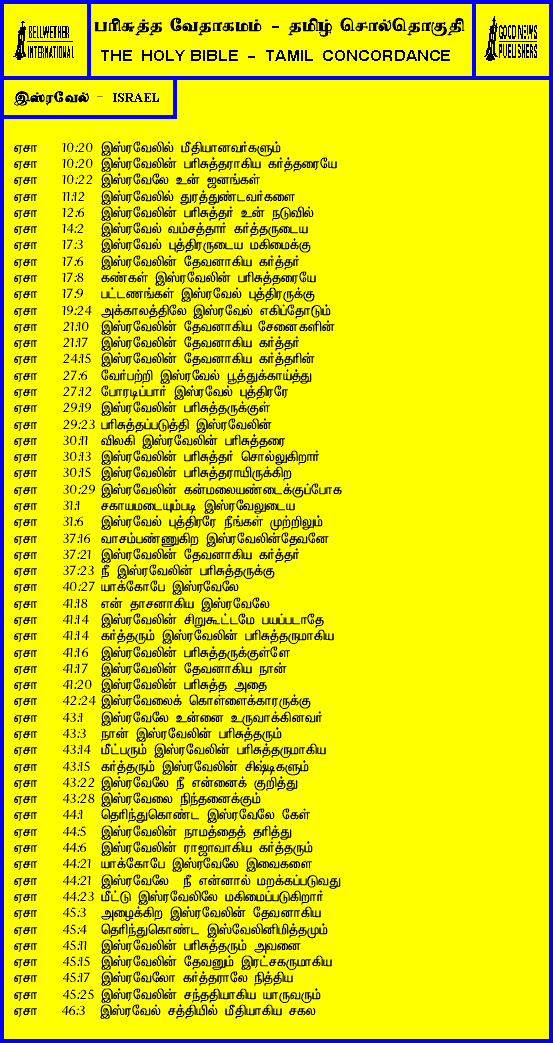 BELLWETHER
INTERNATIONAL
பரிசுத்த வேதாகமம் - தமிழ் சொல்தொகுதி
THE HOLY BIBLE - TAMIL CONCORDANCE
GOOD NEWS
PUBLISHERS
இஸ்ரவேல் - ISRAEL
ஏசா 10:20 இஸ்ரவேலில் மீதியானவர்களும்
ஏசா 10:20 இஸ்ரவேலின் பரிசுத்தராகிய கர்த்தரையே
ஏசா 10:22 இஸ்ரவேலே உன் ஜனங்கள்
ஏசா 11:12 இஸ்ரவேலில் துரத்துண்டவர்களை
ஏசா 12:6 இஸ்ரவேலின் பரிசுத்தர் உன் நடுவில்
ஏசா 14:2 இஸ்ரவேல் வம்சத்தார் கர்த்தருடைய
ஏசா 17:3 இஸ்ரவேல் புத்திரருடைய மகிமைக்கு
ஏசா 17:6 இஸ்ரவேலின் தேவனாகிய கர்த்தர்
ஏசா 17:8 கண்கள் இஸ்ரவேலின் பரிசுத்தரையே
ஏசா 17:9 பட்டணங்கள் இஸ்ரவேல் புத்திரருக்கு
ஏசா 19:24 அக்காலத்திலே இஸ்ரவேல் எகிப்தோடும்
ஏசா 21:10 இஸ்ரவேலின் தேவனாகிய சேனைகளின்
ஏசா 21:17 இஸ்ரவேலின் தேவனாகிய கர்த்தர்
ஏசா 24:15 இஸ்ரவேலின் தேவனாகிய கர்த்தரின்
ஏசா 27:6 வேர்பற்றி இஸ்ரவேல் பூத்துக்காய்த்து
ஏசா 27:12 போரடிப்பார் இஸ்ரவேல் புத்திரரே
ஏசா 29:19 இஸ்ரவேலின் பரிசுத்தருக்குள்
ஏசா 29:23 பரிசுத்தப்படுத்தி இஸ்ரவேலின்
ஏசா 30:11 விலகி இஸ்ரவேலின் பரிசுத்தரை
ஏசா 30:13 இஸ்ரவேலின் பரிசுத்தர் சொல்லுகிறார்
ஏசா 30:15 இஸ்ரவேலின் பரிசுத்தராயிருக்கிற
ஏசா 30:29 இஸ்ரவேலின் கன்மலையண்டைக்குப்போக
ஏசா 31:1 சகாயமடையும்படி இஸ்ரவேலுடைய
ஏசா 31:6 இஸ்ரவேல் புத்திரரே நீங்கள் முற்றிலும்
ஏசா 37:16 வாசம்பண்ணுகிற இஸ்ரவேலின்தேவனே
ஏசா 37:21 இஸ்ரவேலின் தேவனாகிய கர்த்தர்
ஏசா 37:23 நீ இஸ்ரவேலின் பரிசுத்தருக்கு
ஏசா 40:27 யாக்கோபே இஸ்ரவேலே
ஏசா 41:18 என் தாசனாகிய இஸ்ரவேலே
ஏசா 41:14 இஸ்ரவேலின் சிறுகூட்டமே பயப்படாதே
ஏசா 41:14 கர்த்தரும் இஸ்ரவேலின் பரிசுத்தருமாகிய
ஏசா 41:16 இஸ்ரவேலின் பரிசுத்தருக்குள்ளே
ஏசா 41:17 இஸ்ரவேலின் தேவனாகிய நான்
ஏசா 41:20 இஸ்ரவேலின் பரிசுத்த அதை
ஏசா 42:24 இஸ்ரவேலைக் கொள்ளைக்காரருக்கு
ஏசா 43:1 இஸ்ரவேலே உன்னை உருவாக்கினவர்
ஏசா 43:3 நான் இஸ்ரவேலின் பரிசுத்தரும்
ஏசா 43:14 மீட்பரும் இஸ்ரவேலின் பரிசுத்தருமாகிய
ஏசா 43:15 கர்த்தரும் இஸ்ரவேலின் சிஷ்டிகளும்
ஏசா 43:22 இஸ்ரவேலே நீ என்னைக் குறித்து
ஏசா 43:28 இஸ்ரவேலை நிந்தனைக்கும்
ஏசா 44:1 தெரிந்துகொண்ட இஸ்ரவேலே கேள்
ஏசா 44:5 இஸ்ரவேலின் நாமத்தைத் தரித்து
ஏசா 44:6 இஸ்ரவேலின் ராஜாவாகிய கர்த்தரும்
ஏசா 44:21 யாக்கோபே இஸ்ரவேலே இவைகளை
ஏசா 44:21 இஸ்ரவேலே நீ என்னால் மறக்கப்படுவது
ஏசா 44:23 மீட்டு இஸ்ரவேலிலே மகிமைப்படுகிறார்
ஏசா 45:3 அழைக்கிற இஸ்ரவேலின் தேவனாகிய
ஏசா 45:4 தெரிந்துகொண்ட இஸ்வேலினிமித்தமும்
ஏசா 45:11 இஸ்ரவேலின் பரிசுத்தரும் அவனை
ஏசா 45:15 இஸ்ரவேலின் தேவனும் இரட்சகருமாகிய
ஏசா 45:17 இஸ்ரவேலோ கர்த்தராலே நித்திய
ஏசா 45:25 இஸ்ரவேலின் சந்ததியாகிய யாருவரும்
ஏசா 46:3 இஸ்ரவேல் சத்தியில் மீதியாகிய சகல